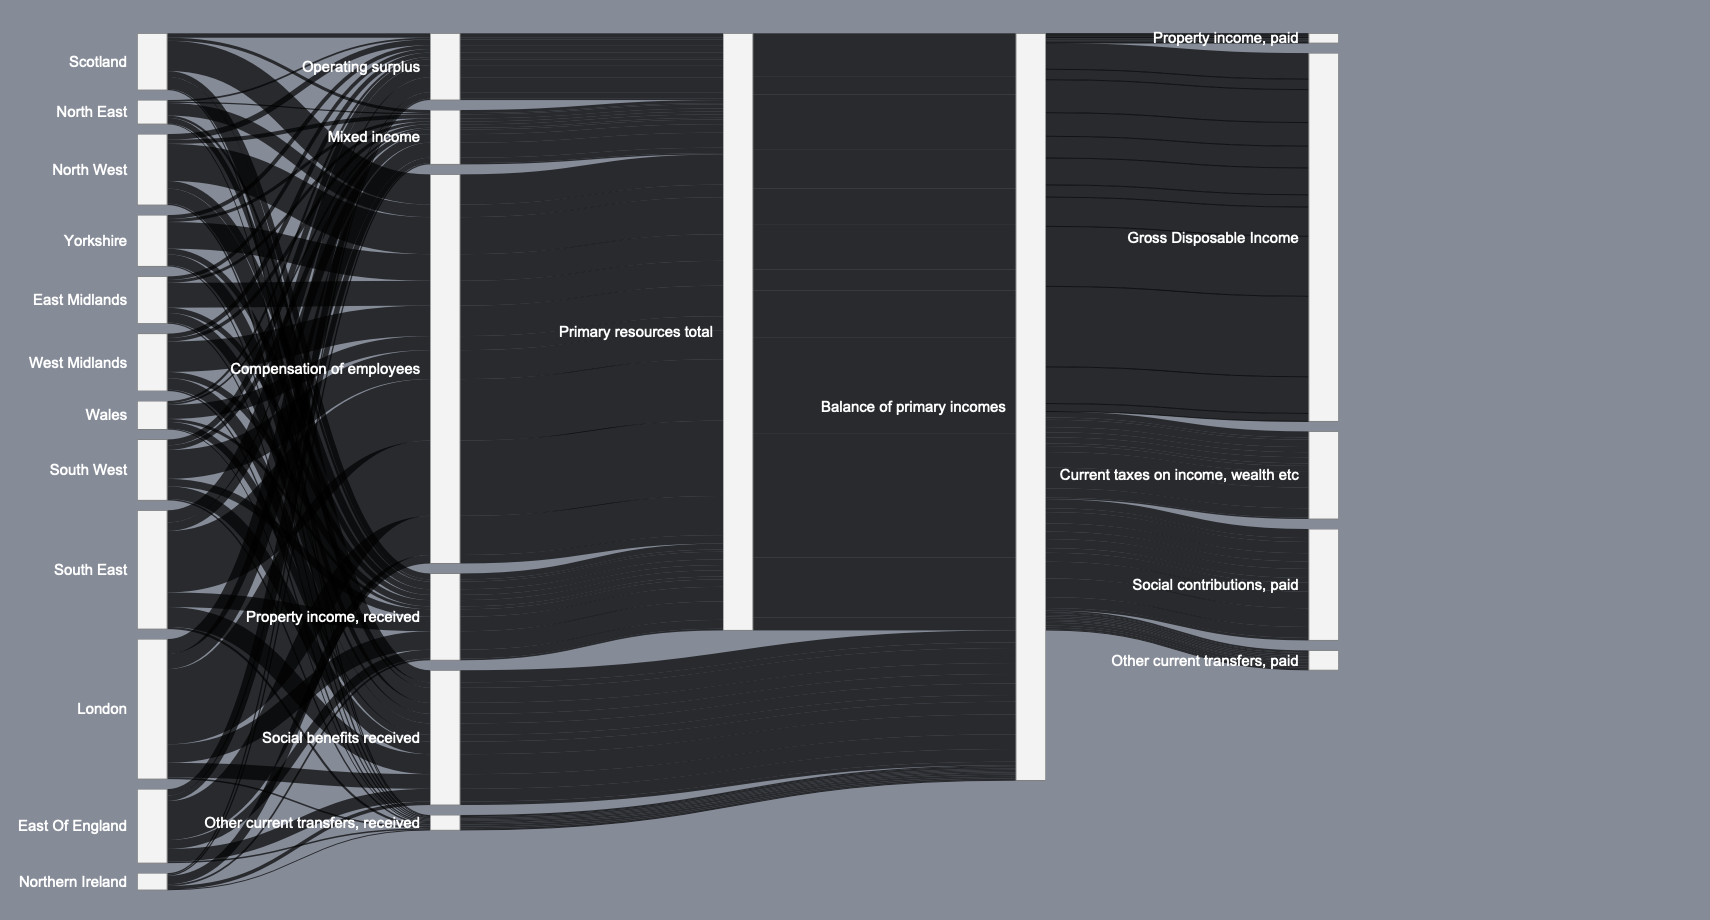 Scotland
North East
North West
Yorkshire
East Midlands
West Midlands
Wales
South West
South East
London
East Of England
Northern Ireland
Operating surplus
Mixed income
Compensation of employees
Property income, received
Social benefits received
Other current transfers, received
Primary resources total
Balance of primary incomes
Property income, paid
Gross Disposable Income
Current taxes on income, wealth etc
Social contributions, paid
Other current transfers, paid